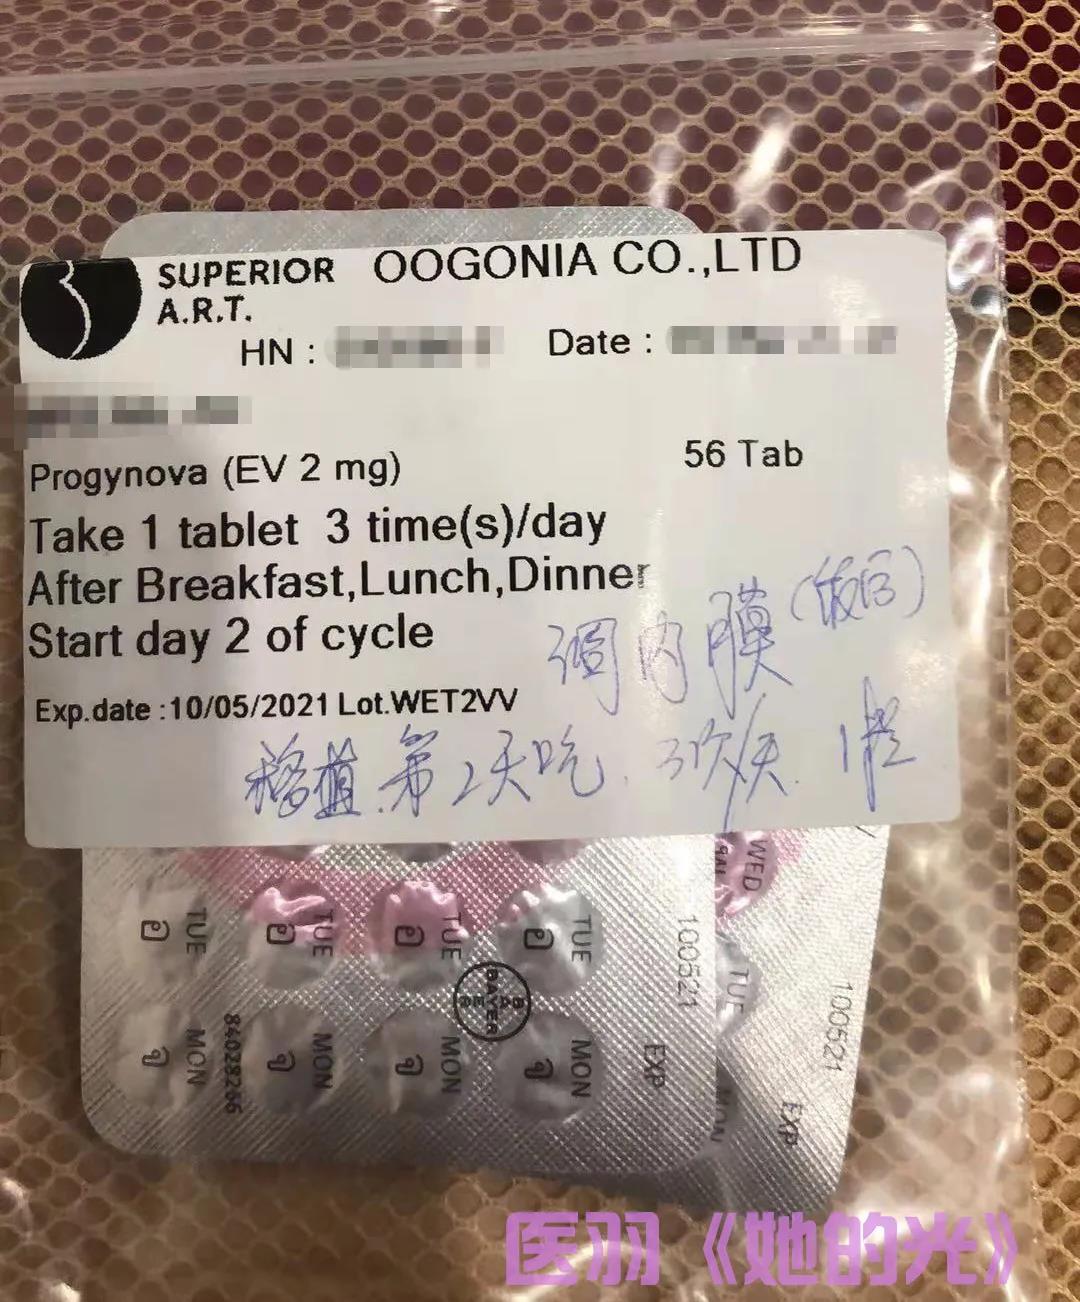 SUPERIOR A.R.T.
OOGONIA CO.,LTD
HN :
Date :
Progynova (EV 2 mg)
56 Tab
Take 1 tablet 3 time(s)/day
After Breakfast,Lunch,Dinner
Start day 2 of cycle
调内膜(饭后)
Exp.date :10/05/2021 Lot.WET2VV
移植第2天吃.3次/天.1粒
WED
TUE
TUE
TUE
TUE
TUE
MON
MON
MON
MON
MON
BAYER
84028266
100521
EXP
100521
EXP
医羽《她的光》